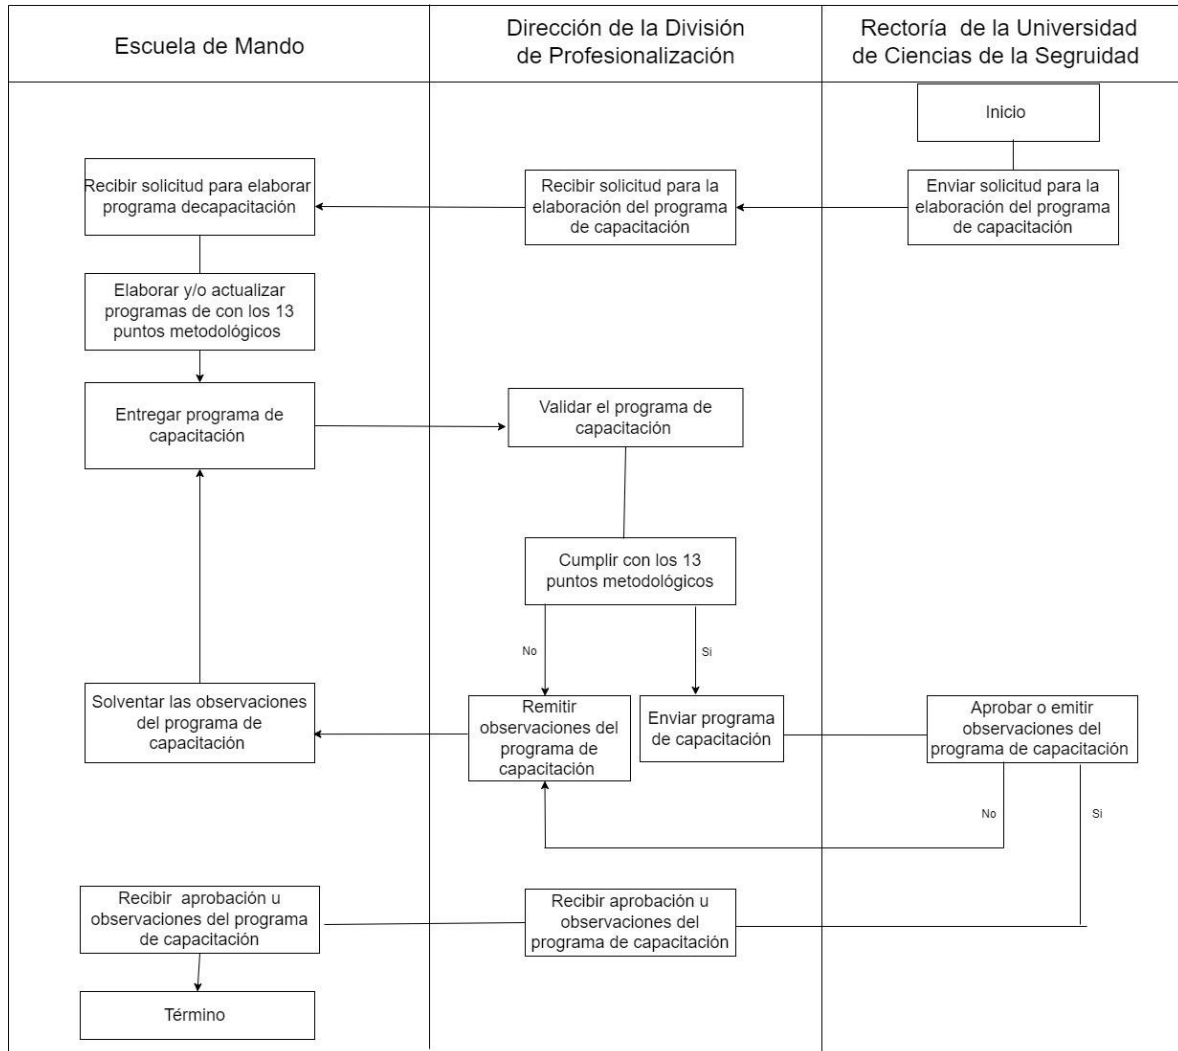 Escuela de Mando
Dirección de la División
de Profesionalización
Rectoría de la Universidad
de Ciencias de la Segruidad
Inicio
Recibir solicitud para elaborar
programa decapacitación
Recibir solicitud para la
elaboración del programa
de capacitación
Enviar solicitud para la
elaboración del programa
de capacitación
Elaborar y/o actualizar
programas de con los 13
puntos metodológicos
Entregar programa de
capacitación
Validar el programa de
capacitación
Cumplir con los 13
puntos metodológicos
No
Si
Solventar las observaciones
del programa de
capacitación
Remitir
observaciones del
programa de
capacitación
Enviar programa
de capacitación
Aprobar o emitir
observaciones del
programa de capacitación
No
Si
Recibir aprobación u
observaciones del programa
de capacitación
Recibir aprobación u
observaciones del
programa de capacitación
Término